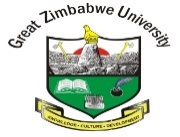 Great Zimbabwe University
KNOWLEDGE • CULTURE • DEVELOPMENT